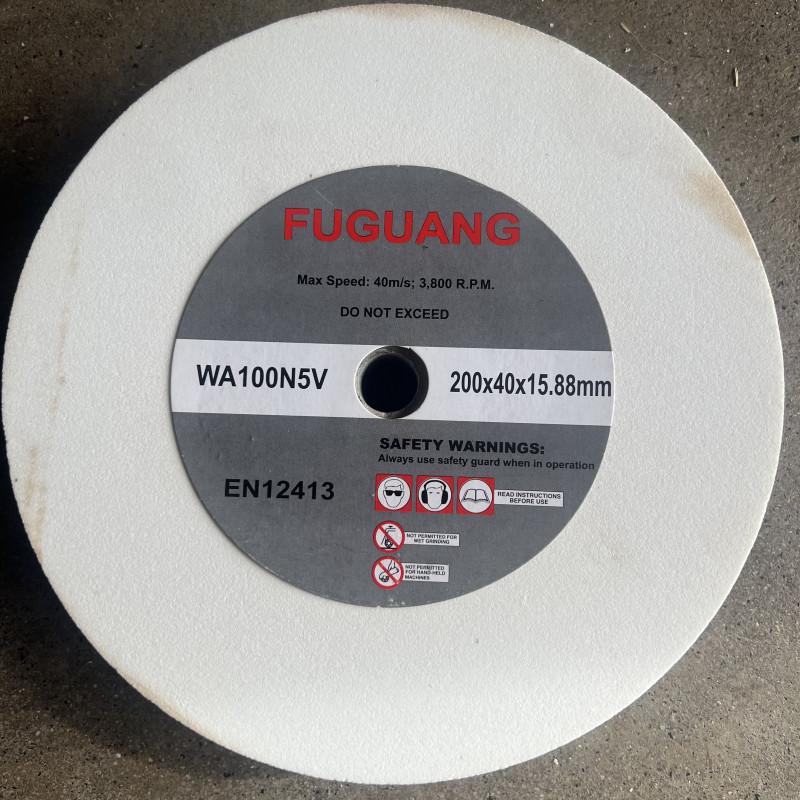 FUGUANG
Max Speed: 40m/s; 3,800 R.P.M.
DO NOT EXCEED
WA100N5V
200x40x15.88mm
SAFETY WARNINGS:
Always use safety guard when in operation
EN12413
READ INSTRUCTIONS
BEFORE USE
NOT PERMITTED FOR
WET GRINDING
NOT PERMITTED
FOR HAND-HELD
MACHINES